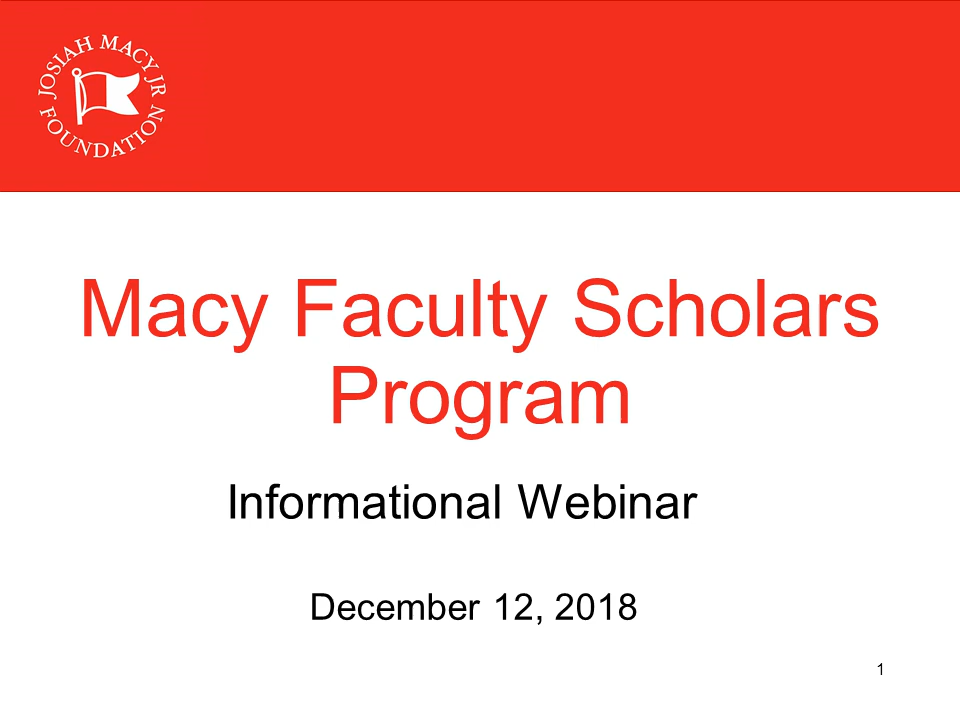 JOSIAH MACY JR
FOUNDATION
Macy Faculty Scholars
Program
Informational Webinar
December 12, 2018
1